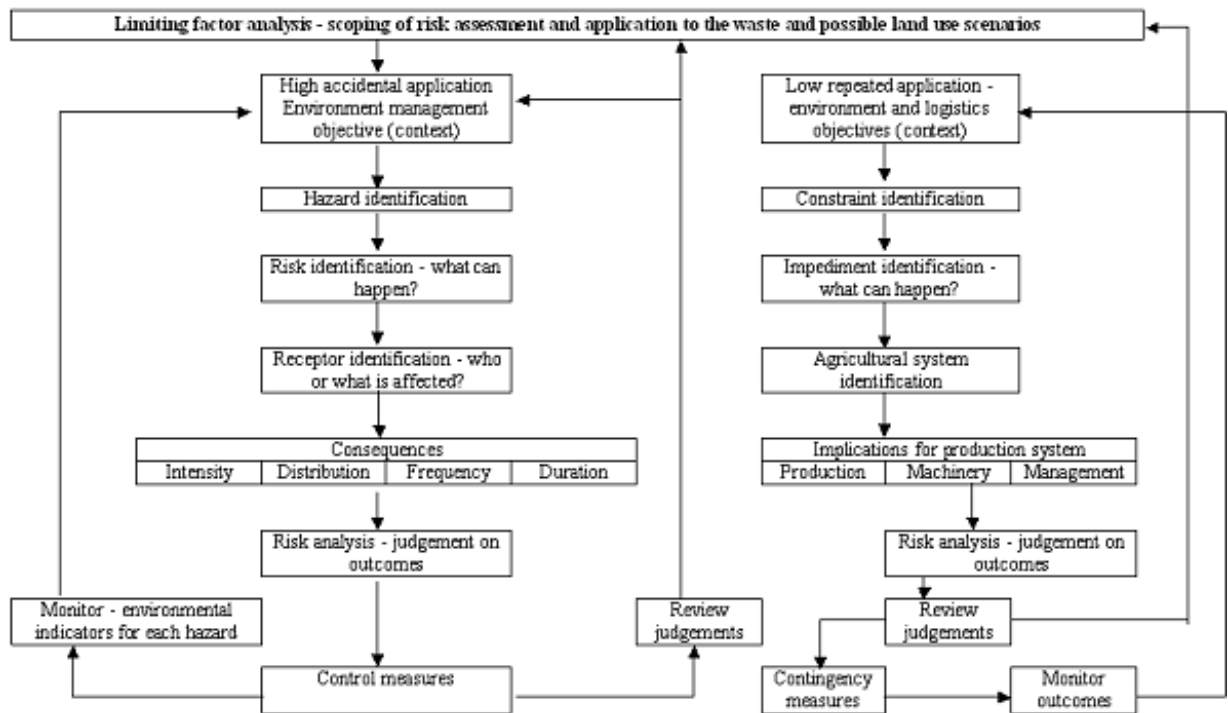 Limiting factor analysis - scoping of risk assessment and application to the waste and possible land use scenarios
High accidental application
Environment management
objective (context)
Hazard identification
Risk identification - what can
happen?
Receptor identification - who
or what is affected?
Consequences
Intensity Distribution Frequency Duration
Risk analysis - judgement on
outcomes
Monitor - environmental
indicators for each hazard
Control measures
Review
judgements
Low repeated application -
environment and logistics
objectives (context)
Constraint identification
Impediment identification -
what can happen?
Agricultural system
identification
Implications for production system
Production Machinery Management
Risk analysis - judgement on
outcomes
Review
judgements
Contingency
measures
Monitor
outcomes